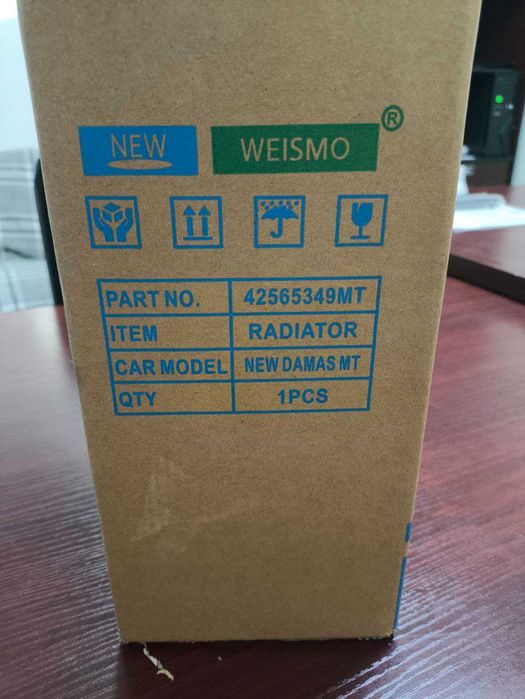 NEW WEISMO ®
PART NO. 42565349MT
ITEM RADIATOR
CAR MODEL NEW DAMAS MT
QTY 1PCS